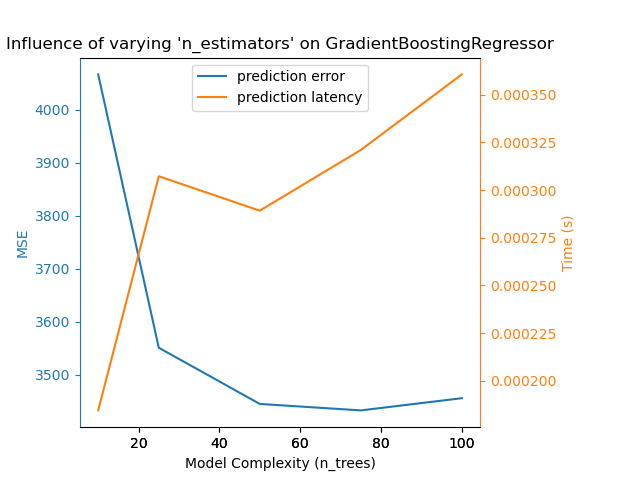 Influence of varying 'n_estimators' on GradientBoostingRegressor
prediction error
prediction latency
4000
3900
3800
3700
3600
3500
MSE
0.000350
0.000325
0.000300
0.000275
0.000250
0.000225
0.000200
Time (s)
20 40 60 80 100
Model Complexity (n_trees)